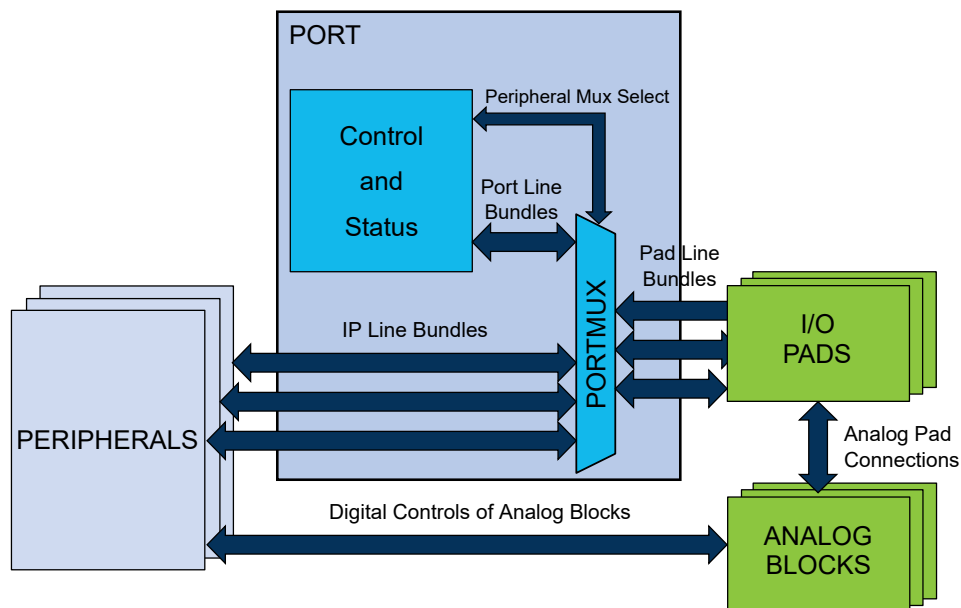 PORT
Peripheral Mux Select
Control
and
Status
Port Line
Bundles
Pad Line
Bundles
PORTMUX
I/O
PADS
IP Line Bundles
PERIPHERALS
Analog Pad
Connections
Digital Controls of Analog Blocks
ANALOG
BLOCKS